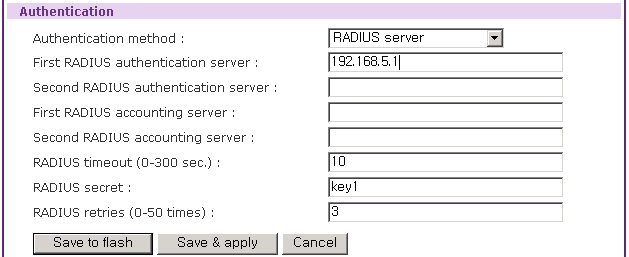 Authentication
Authentication method : RADIUS server
First RADIUS authentication server : 192.168.5.1
Second RADIUS authentication server :
First RADIUS accounting server :
Second RADIUS accounting server :
RADIUS timeout (0-300 sec.) : 10
RADIUS secret : key1
RADIUS retries (0-50 times) : 3
Save to flash Save & apply Cancel